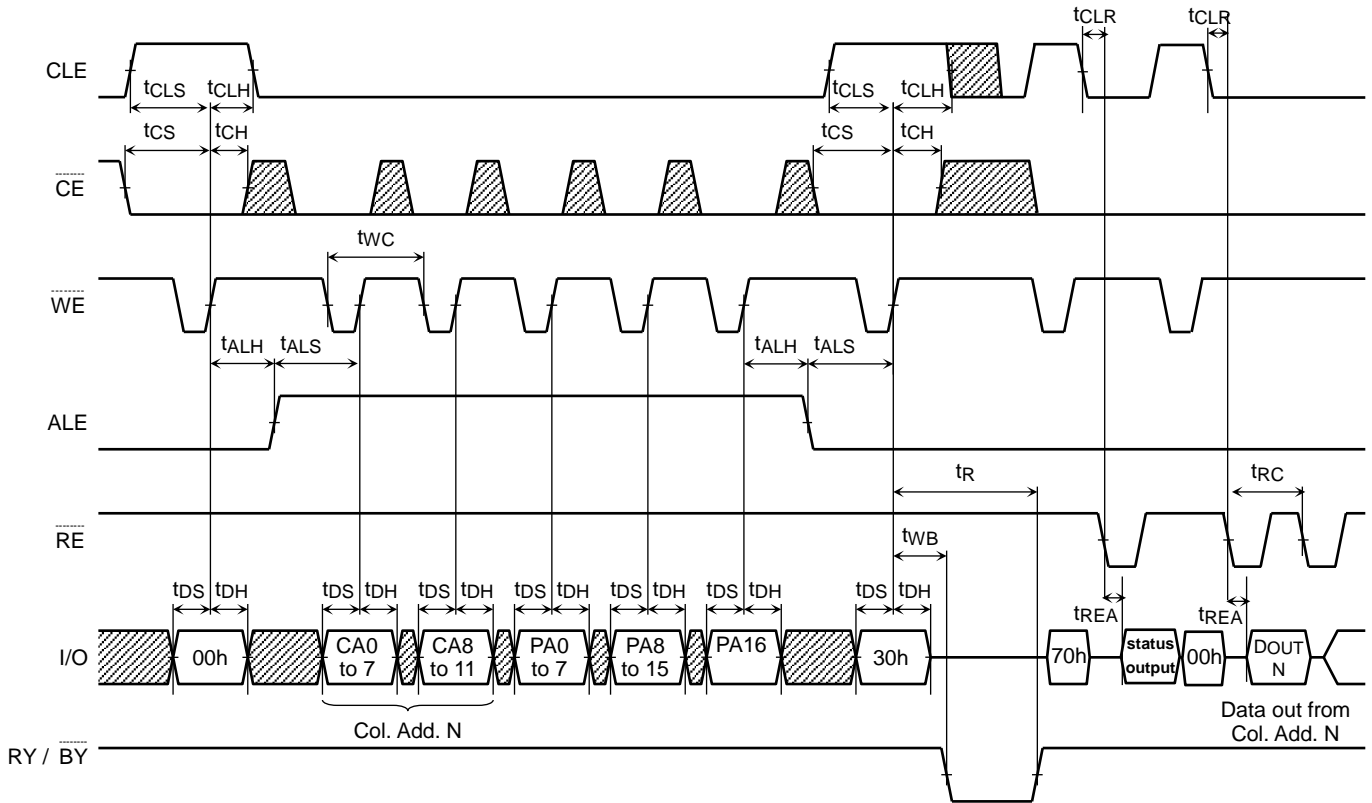 tCLR tCLR
CLE
tCLS tCLH tCLS tCLH
tCS tCH tCS tCH
CE
tWC
WE
tALH tALS tALH tALS
ALE
tR tRC
RE
tWB
tDS tDH tDS tDH tDS tDH tDS tDH tDS tDH tDS tDH tDS tDH
tREA tREA
I/O 00h CA0 to 7 CA8 to 11 PA0 to 7 PA8 to 15 PA16 30h 70h status output 00h DOUT N
Col. Add. N
Data out from
Col. Add. N
RY / BY